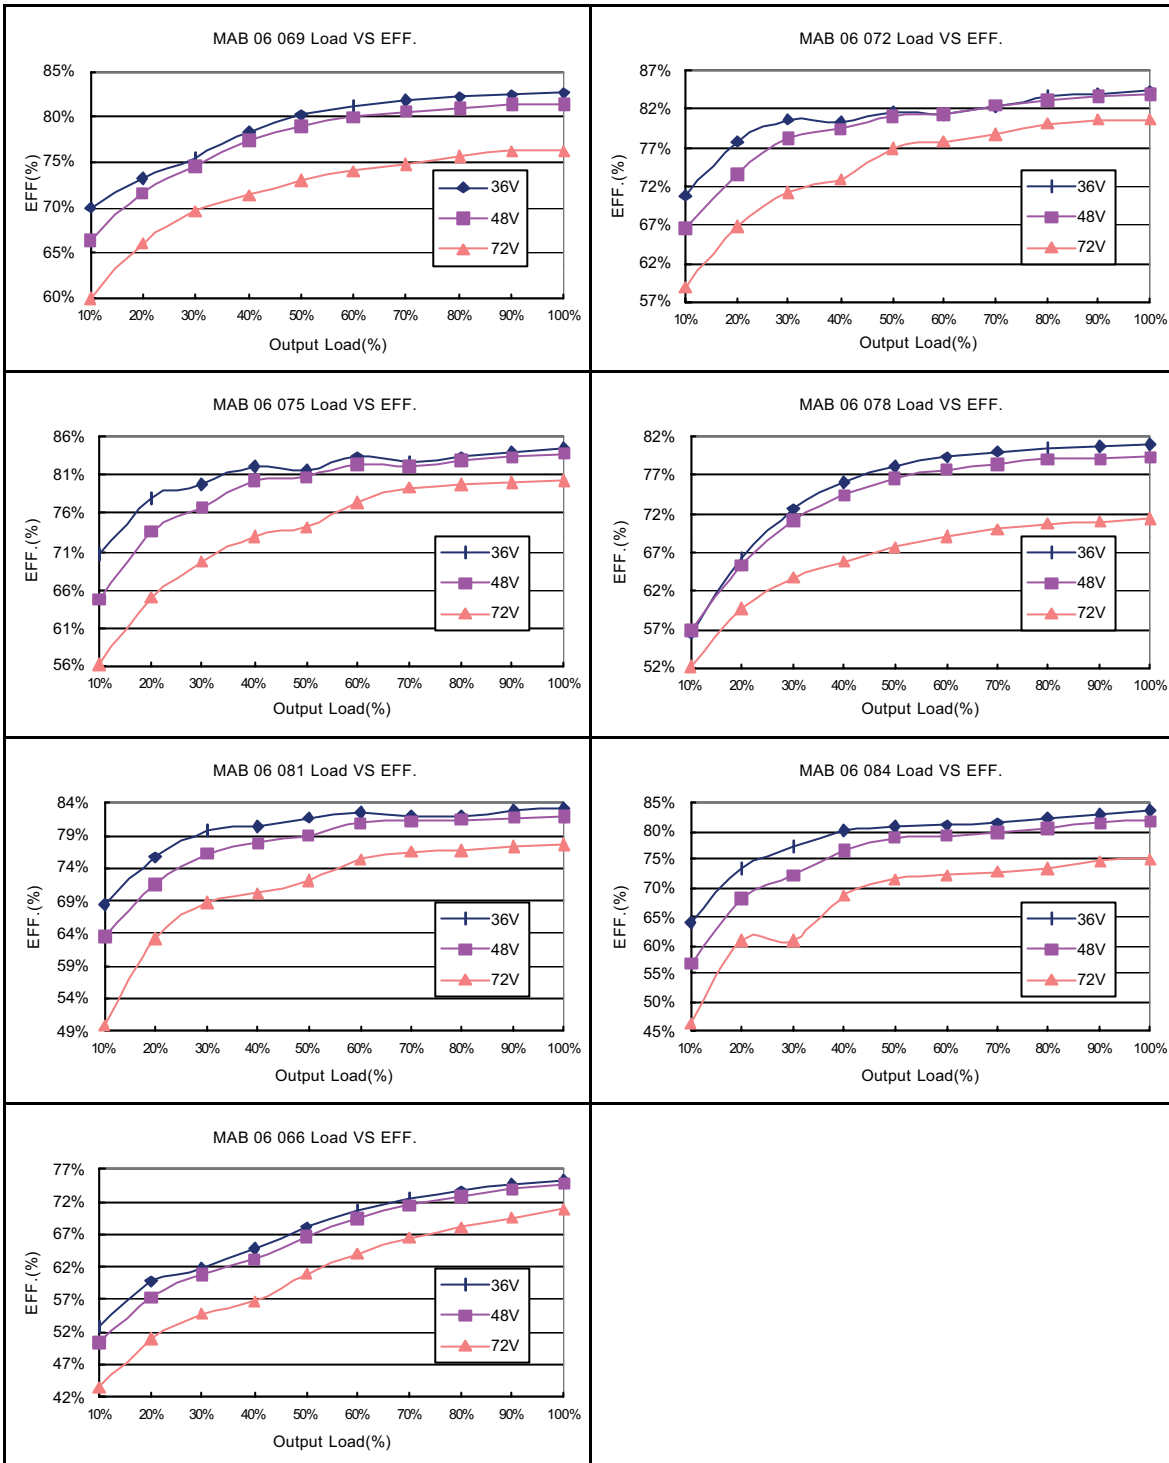 MAB 06 069 Load VS EFF.
85%
80%
75%
70%
65%
60%
EFF(%)
36V
48V
72V
10% 20% 30% 40% 50% 60% 70% 80% 90% 100%
Output Load(%)
MAB 06 072 Load VS EFF.
87%
82%
77%
72%
67%
62%
57%
EFF.(%)
36V
48V
72V
10% 20% 30% 40% 50% 60% 70% 80% 90% 100%
Output Load(%)
MAB 06 075 Load VS EFF.
86%
81%
76%
71%
66%
61%
56%
EFF.(%)
36V
48V
72V
10% 20% 30% 40% 50% 60% 70% 80% 90% 100%
Output Load(%)
MAB 06 078 Load VS EFF.
82%
77%
72%
67%
62%
57%
52%
EFF.(%)
36V
48V
72V
10% 20% 30% 40% 50% 60% 70% 80% 90% 100%
Output Load(%)
MAB 06 081 Load VS EFF.
84%
79%
74%
69%
64%
59%
54%
49%
EFF.(%)
36V
48V
72V
10% 20% 30% 40% 50% 60% 70% 80% 90% 100%
Output Load(%)
MAB 06 084 Load VS EFF.
85%
80%
75%
70%
65%
60%
55%
50%
45%
EFF.(%)
36V
48V
72V
10% 20% 30% 40% 50% 60% 70% 80% 90% 100%
Output Load(%)
MAB 06 066 Load VS EFF.
77%
72%
67%
62%
57%
52%
47%
42%
EFF.(%)
36V
48V
72V
10% 20% 30% 40% 50% 60% 70% 80% 90% 100%
Output Load(%)